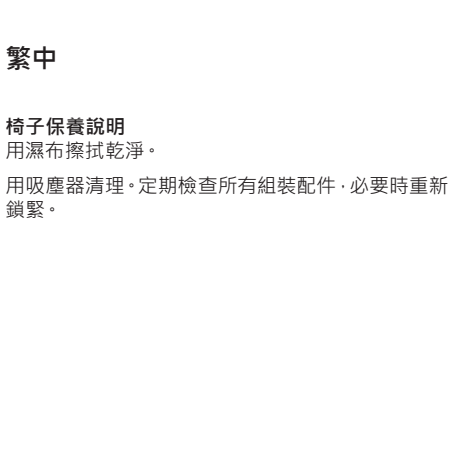 繁中
椅子保養說明
用濕布擦拭乾淨。
用吸塵器清理。定期檢查所有組裝配件，必要時重新
鎖緊。